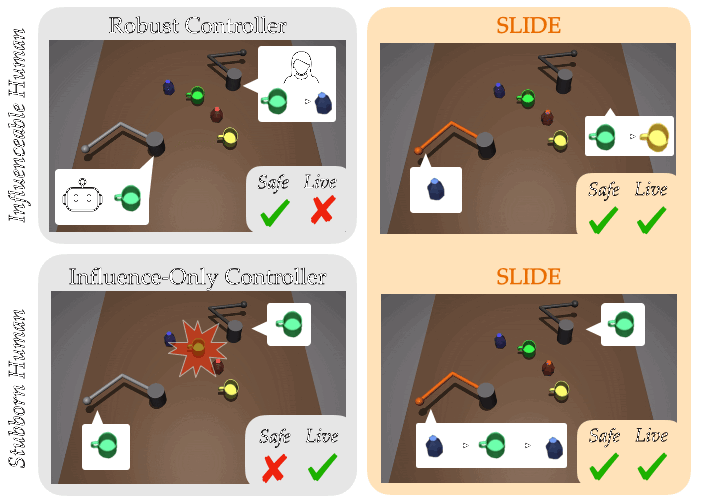 Robust Controller
SLIDE
Influenceable Human
Safe Live
Safe Live
Influence-Only Controller
SLIDE
Stubborn Human
Safe Live
Safe Live